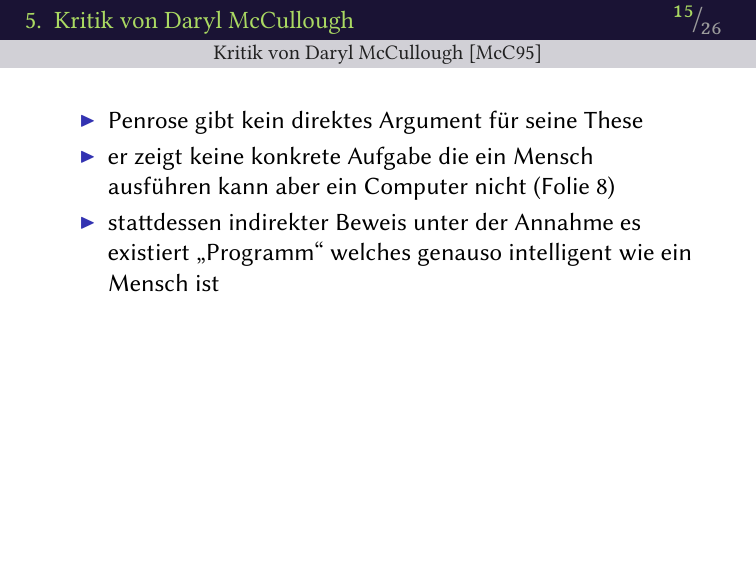 5. Kritik von Daryl McCullough
15/26
Kritik von Daryl McCullough [McC95]
Penrose gibt kein direktes Argument für seine These
er zeigt keine konkrete Aufgabe die ein Mensch
ausführen kann aber ein Computer nicht (Folie 8)
stattdessen indirekter Beweis unter der Annahme es
existiert „Programm“ welches genauso intelligent wie ein
Mensch ist